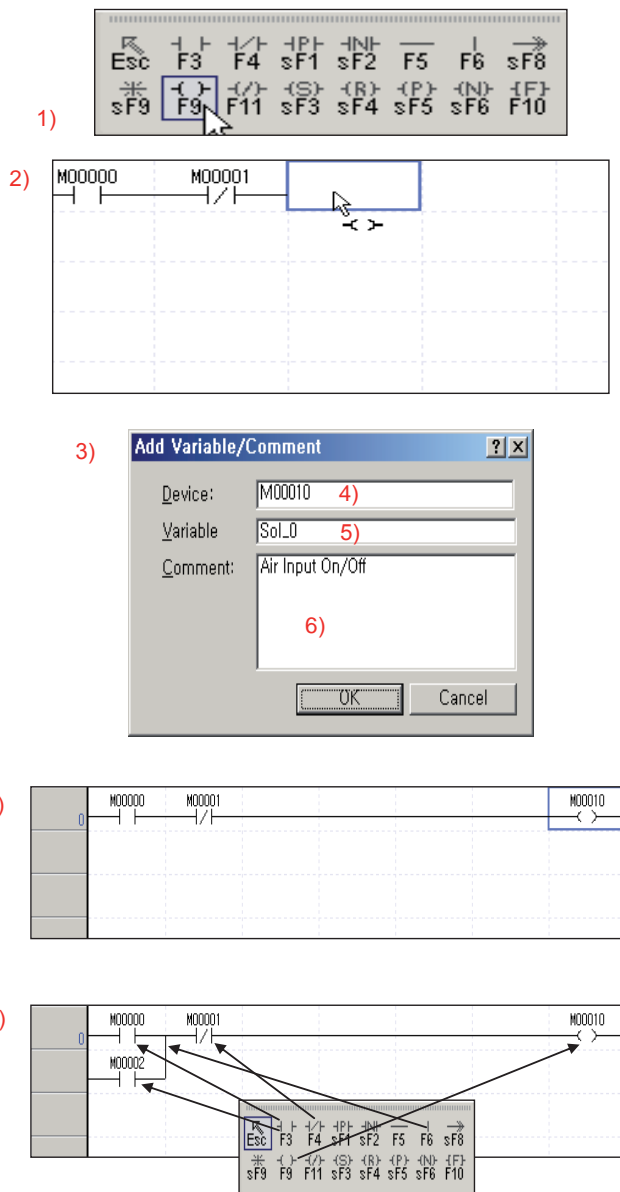 Esc F3 F4 sF1 sF2 F5 F6 sF8
sF9 F9 F11 sF3 sF4 sF5 sF6 F10
1)
2)
M00000 M00001
3)
Add Variable/Comment
Device: M00010 4)
Variable Sol_0 5)
Comment: Air Input On/Off
6)
OK Cancel
)
M00000 M00001 M00010
0
)
M00000 M00001 M00010
0
M00002
Esc F3 F4 sF1 sF2 F5 F6 sF8
sF9 F9 F11 sF3 sF4 sF5 sF6 F10